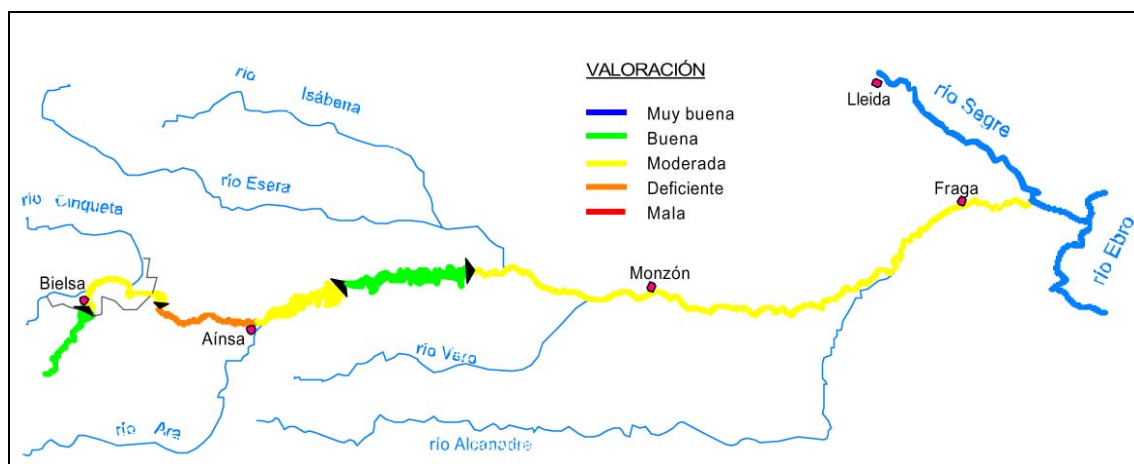 VALORACIÓN
Muy buena
Buena
Moderada
Deficiente
Mala
río
Isábena
río Esera
río Cinqueta
Bielsa
Aínsa
río Ara
río Vero
río Alcanadre
Monzón
Fraga
Lleida
río Segre
río Ebro